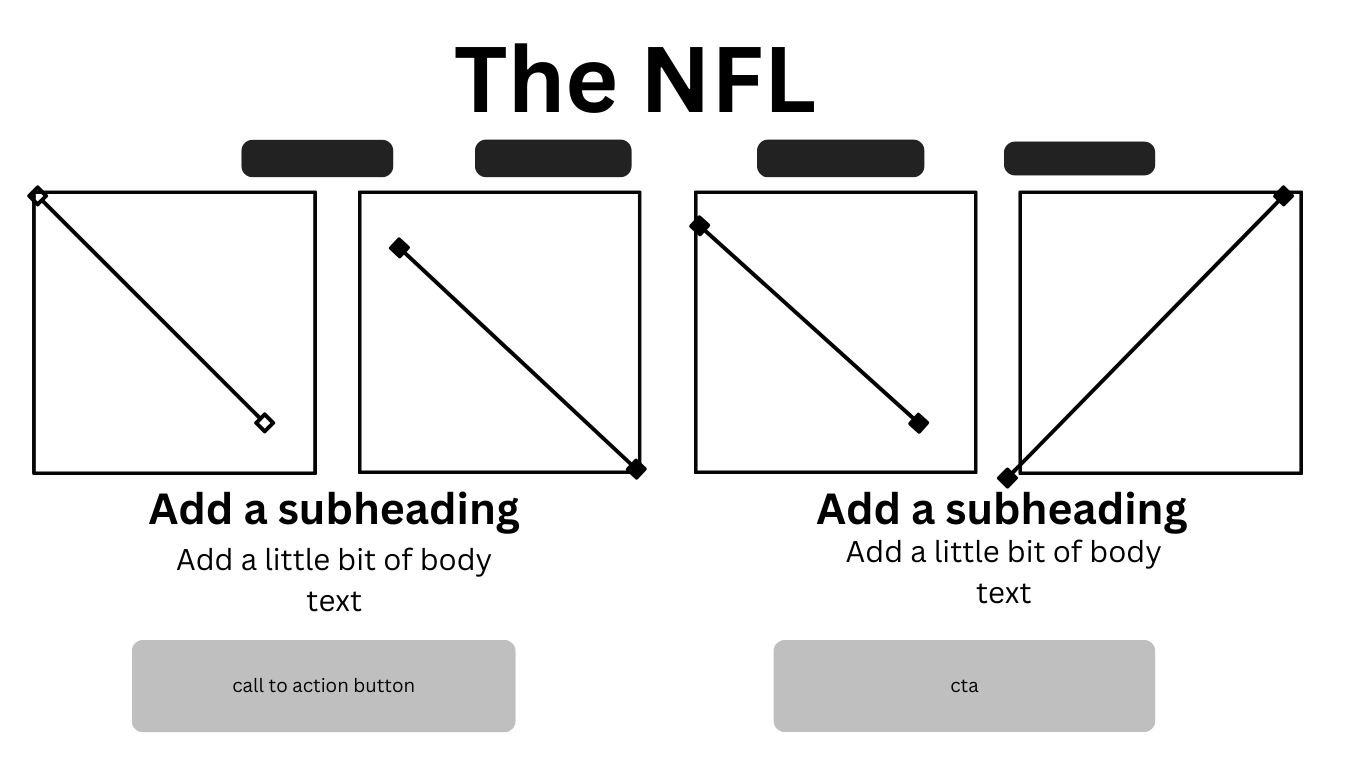 The NFL
Add a subheading
Add a little bit of body
text
call to action button
Add a subheading
Add a little bit of body
text
cta